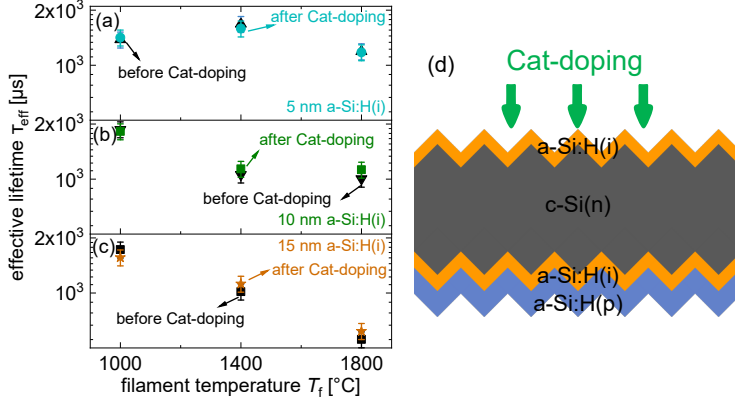 effective lifetime τeff [μs]
(a)
after Cat-doping
2x10³
before Cat-doping
10³
5 nm a-Si:H(i)
2x10³
(b)
after Cat-doping
10³
before Cat-doping
10 nm a-Si:H(i)
2x10³
(c)
15 nm a-Si:H(i)
after Cat-doping
10³
before Cat-doping
1000 1400 1800
filament temperature Tf [°C]
(d)
Cat-doping
a-Si:H(i)
c-Si(n)
a-Si:H(i)
a-Si:H(p)